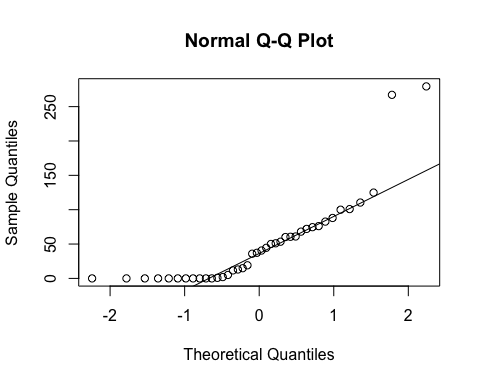 Normal Q-Q Plot
Sample Quantiles
250
150
50
0
-2 -1 0 1 2
Theoretical Quantiles